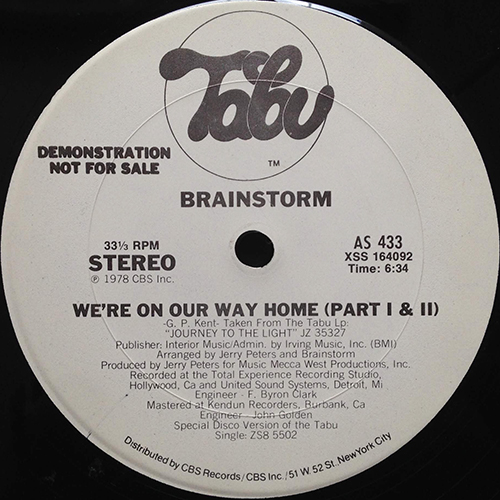 Tabu
TM
DEMONSTRATION
NOT FOR SALE
BRAINSTORM
33⅓ RPM
STEREO
℗ 1978 CBS Inc.
AS 433
XSS 164092
Time: 6:34
WE'RE ON OUR WAY HOME (PART I & II)
-G. P. Kent- Taken From The Tabu Lp:
"JOURNEY TO THE LIGHT" JZ 35327
Publisher: Interior Music/Admin. by Irving Music, Inc. (BMI)
Arranged by Jerry Peters and Brainstorm
Produced by Jerry Peters for Music Mecca West Productions, Inc.
Recorded at the Total Experience Recording Studio,
Hollywood, Ca and United Sound Systems, Detroit, Mi
Engineer - F. Byron Clark
Mastered at Kendun Recorders, Burbank, Ca
Engineer - John Golden
Special Disco Version of the Tabu
Single: ZS8 5502
Distributed by CBS Records/CBS Inc./51 W 52 St., New York City